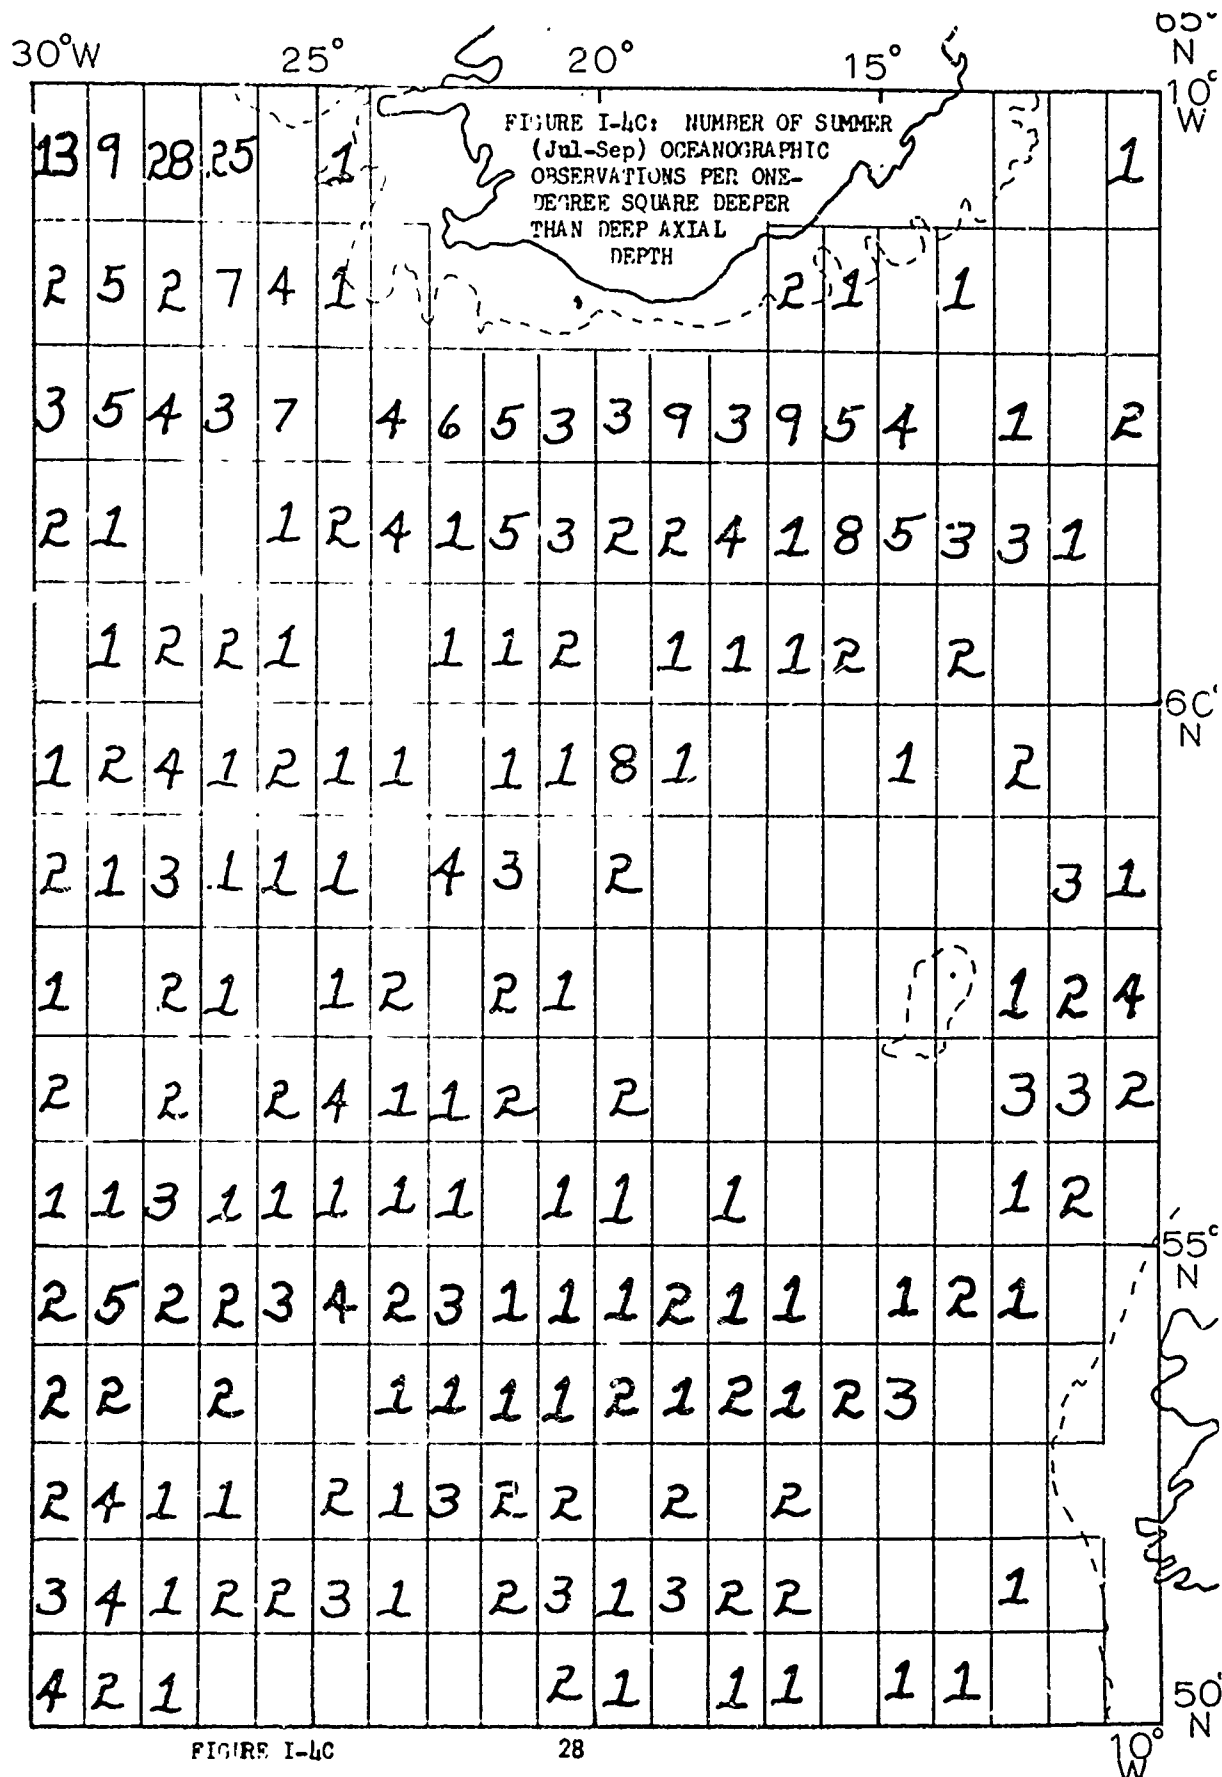 65°
N
30°W 25° 20° 15° 10°
W
FIGURE I-4C: NUMBER OF SUMMER
(Jul-Sep) OCEANOGRAPHIC
OBSERVATIONS PER ONE-
DEGREE SQUARE DEEPER
THAN DEEP AXIAL
DEPTH
13 9 28 25 1 1
2 5 2 7 4 1 2 1 1
3 5 4 3 7 4 6 5 3 3 9 3 9 5 4 1 2
2 1 1 2 4 1 5 3 2 2 4 1 8 5 3 3 1
1 2 2 1 1 1 2 1 1 1 2 2
60°
N
1 2 4 1 2 1 1 1 1 8 1 1 2
2 1 3 1 1 1 4 3 2 3 1
1 2 1 1 2 2 1 1 2 4
2 2 2 4 1 1 2 2 3 3 2
1 1 3 1 1 1 1 1 1 1 1 1 2
55°
N
2 5 2 2 3 4 2 3 1 1 1 2 1 1 1 2 1
2 2 2 1 1 1 1 2 1 2 1 2 3
2 4 1 1 2 1 3 2 2 2 2
3 4 1 2 2 3 1 2 3 1 3 2 2 1
4 2 1 2 1 1 1 1 1
50°
N
10°
W
FIGURE I-4C 28